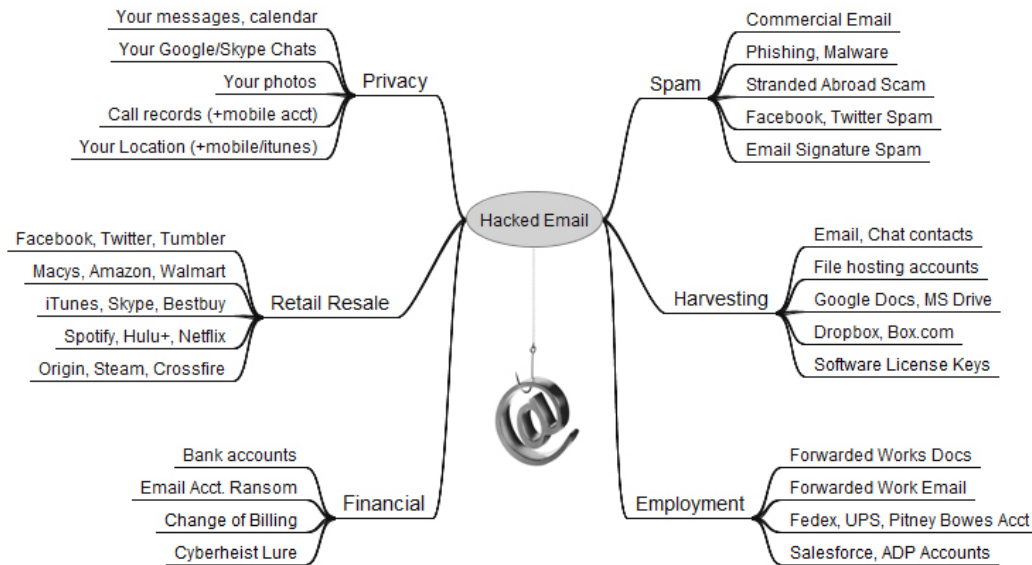 Your messages, calendar
Your Google/Skype Chats
Your photos
Call records (+mobile acct)
Your Location (+mobile/itunes)
Privacy
Commercial Email
Phishing, Malware
Stranded Abroad Scam
Facebook, Twitter Spam
Email Signature Spam
Spam
Hacked Email
Facebook, Twitter, Tumbler
Macys, Amazon, Walmart
iTunes, Skype, Bestbuy
Spotify, Hulu+, Netflix
Origin, Steam, Crossfire
Retail Resale
Email, Chat contacts
File hosting accounts
Google Docs, MS Drive
Dropbox, Box.com
Software License Keys
Harvesting
@
Bank accounts
Email Acct. Ransom
Change of Billing
Cyberheist Lure
Financial
Forwarded Works Docs
Forwarded Work Email
Fedex, UPS, Pitney Bowes Acct
Salesforce, ADP Accounts
Employment